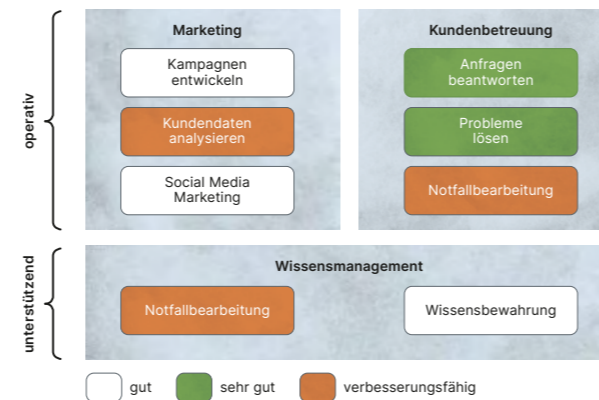 operativ
Marketing
Kampagnen
entwickeln
Kundendaten
analysieren
Social Media
Marketing
Kundenbetreuung
Anfragen
beantworten
Probleme
lösen
Notfallbearbeitung
unterstützend
Wissensmanagement
Notfallbearbeitung
Wissensbewahrung
gut
sehr gut
verbesserungsfähig